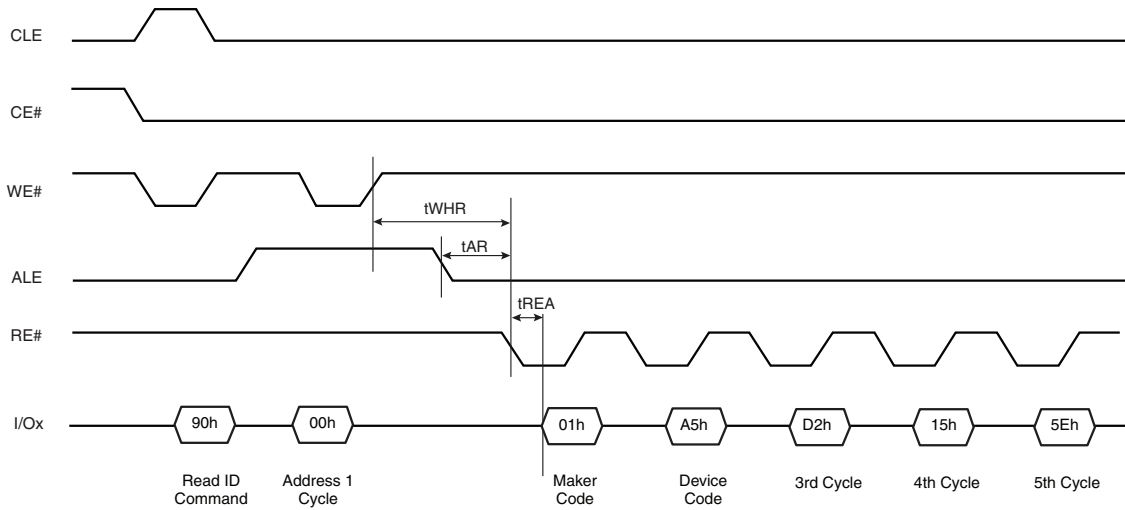 CLE
CE#
WE#
tWHR
tAR
ALE
tREA
RE#
I/Ox
90h
00h
01h
A5h
D2h
15h
5Eh
Read ID
Command
Address 1
Cycle
Maker
Code
Device
Code
3rd Cycle
4th Cycle
5th Cycle